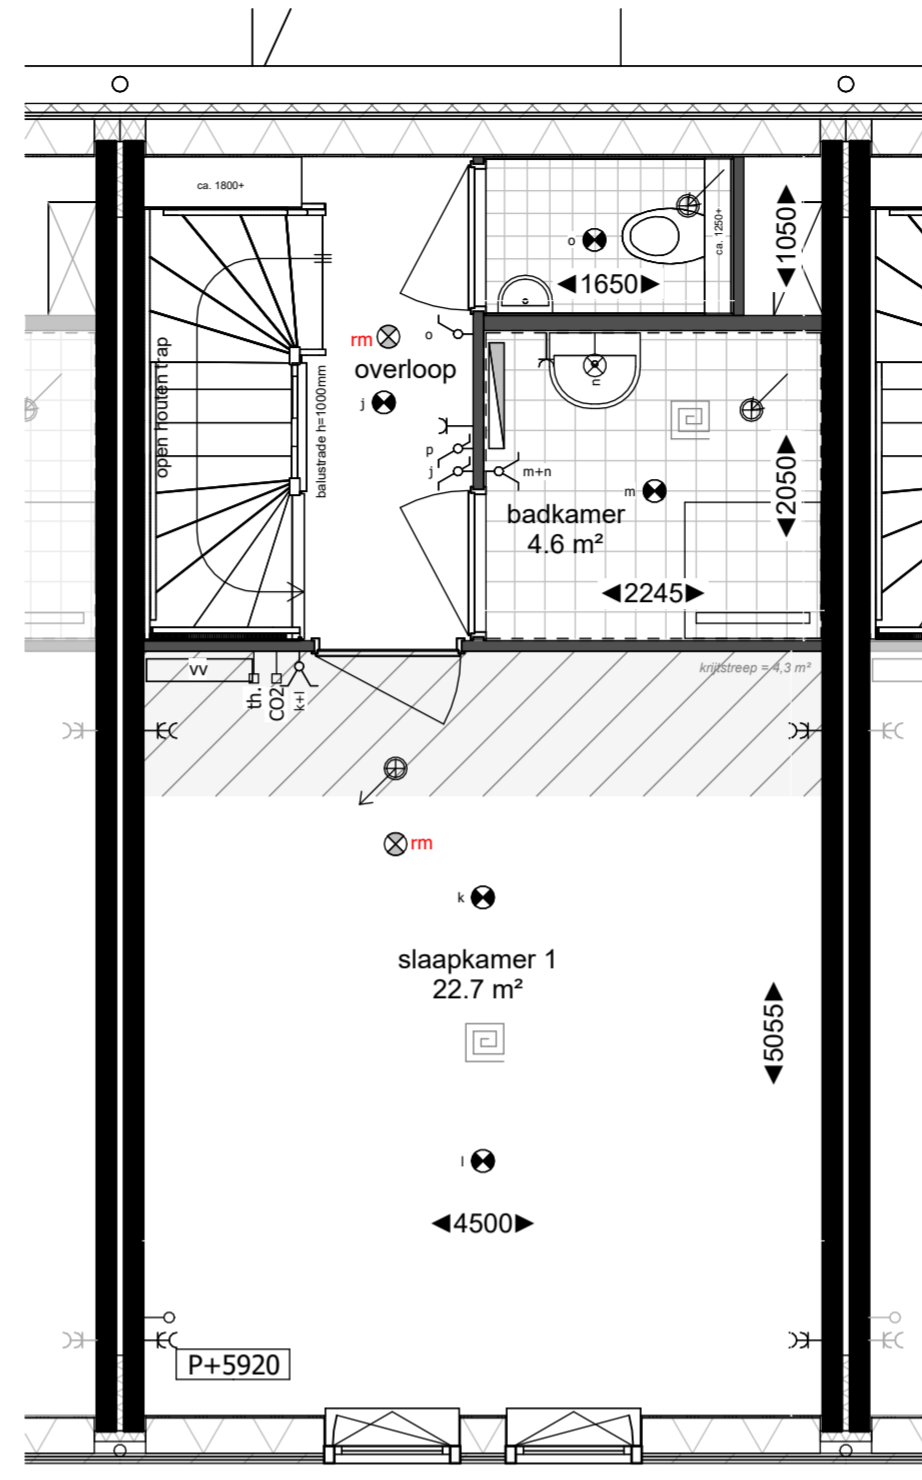 ca. 1800+
o
ca. 1250+
1050
1650
rm
o
overloop
j
open houten trap
balustrade h=1000mm
n
p
j
m+n
m
2050
badkamer
4.6 m²
2245
vv
th.
CO2
k+l
krijtstreep = 4,3 m²
rm
k
slaapkamer 1
22.7 m²
5055
l
4500
P+5920